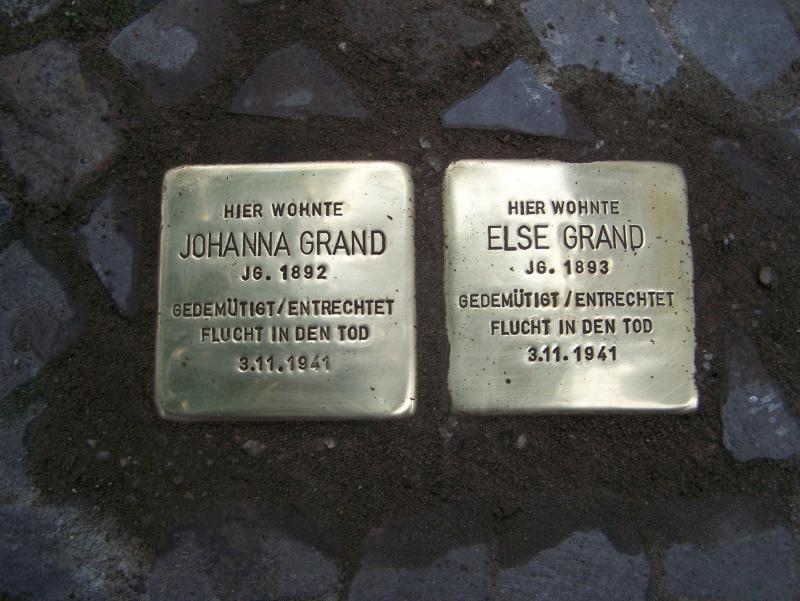 HIER WOHNTE
JOHANNA GRAND
JG. 1892
GEDEMÜTIGT/ENTRECHTET
FLUCHT IN DEN TOD
3.11.1941
HIER WOHNTE
ELSE GRAND
JG. 1893
GEDEMÜTIGT/ENTRECHTET
FLUCHT IN DEN TOD
3.11.1941